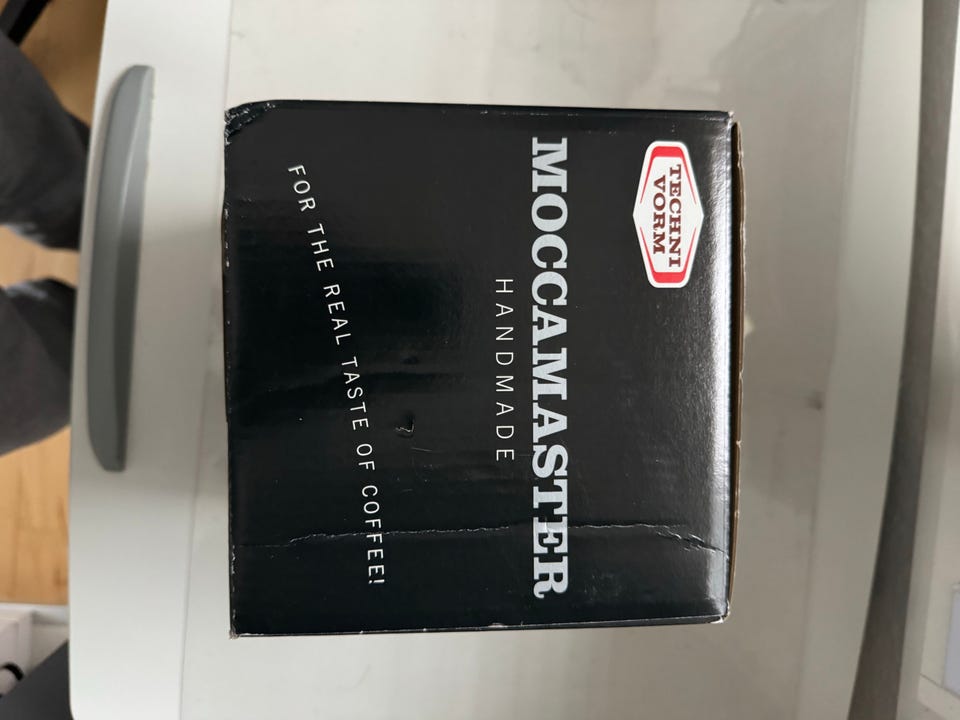 TECHNI
VORM
MOCCAMASTER
HANDMADE
FOR THE REAL TASTE OF COFFEE!